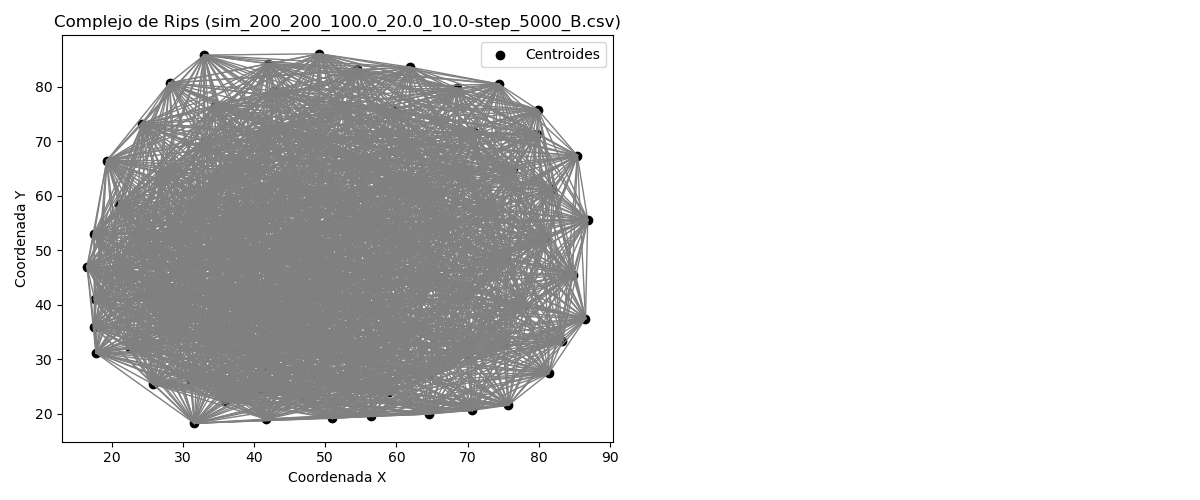 Complejo de Rips (sim_200_200_100.0_20.0_10.0-step_5000_B.csv)
Centroides
Coordenada Y
80
70
60
50
40
30
20
20 30 40 50 60 70 80 90
Coordenada X